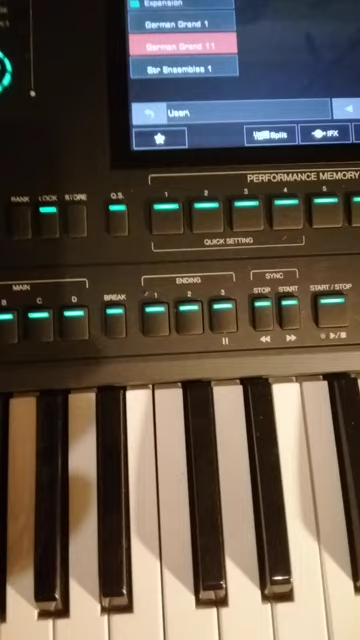 Expansion
German Grand 1
German Grand 11
Str Ensembles 1
User\
Split
IFX
PERFORMANCE MEMORY
BANK LOCK STORE Q.S. 1 2 3 4 5
QUICK SETTING
MAIN ENDING SYNC
B C D BREAK 1 2 3 STOP START START / STOP